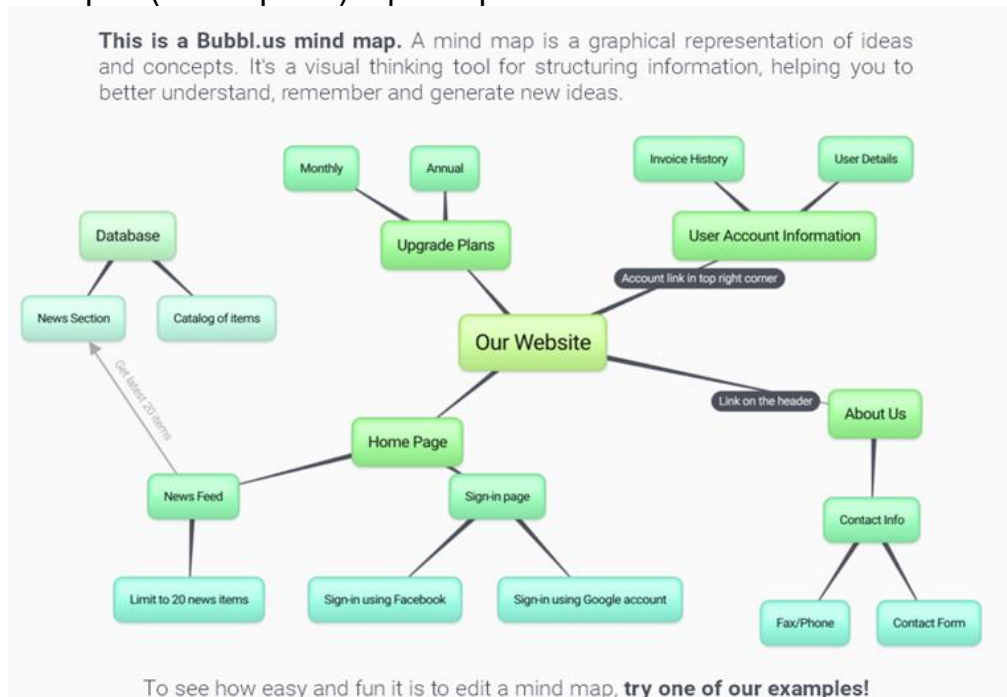 This is a Bubbl.us mind map. A mind map is a graphical representation of ideas
and concepts. It's a visual thinking tool for structuring information, helping you to
better understand, remember and generate new ideas.
Monthly
Annual
Invoice History
User Details
Database
Upgrade Plans
User Account Information
Account link in top right corner
News Section
Catalog of items
Our Website
Get latest 20 items
Link on the header
About Us
Home Page
News Feed
Sign-in page
Contact Info
Limit to 20 news items
Sign-in using Facebook
Sign-in using Google account
Fax/Phone
Contact Form
To see how easy and fun it is to edit a mind map, try one of our examples!